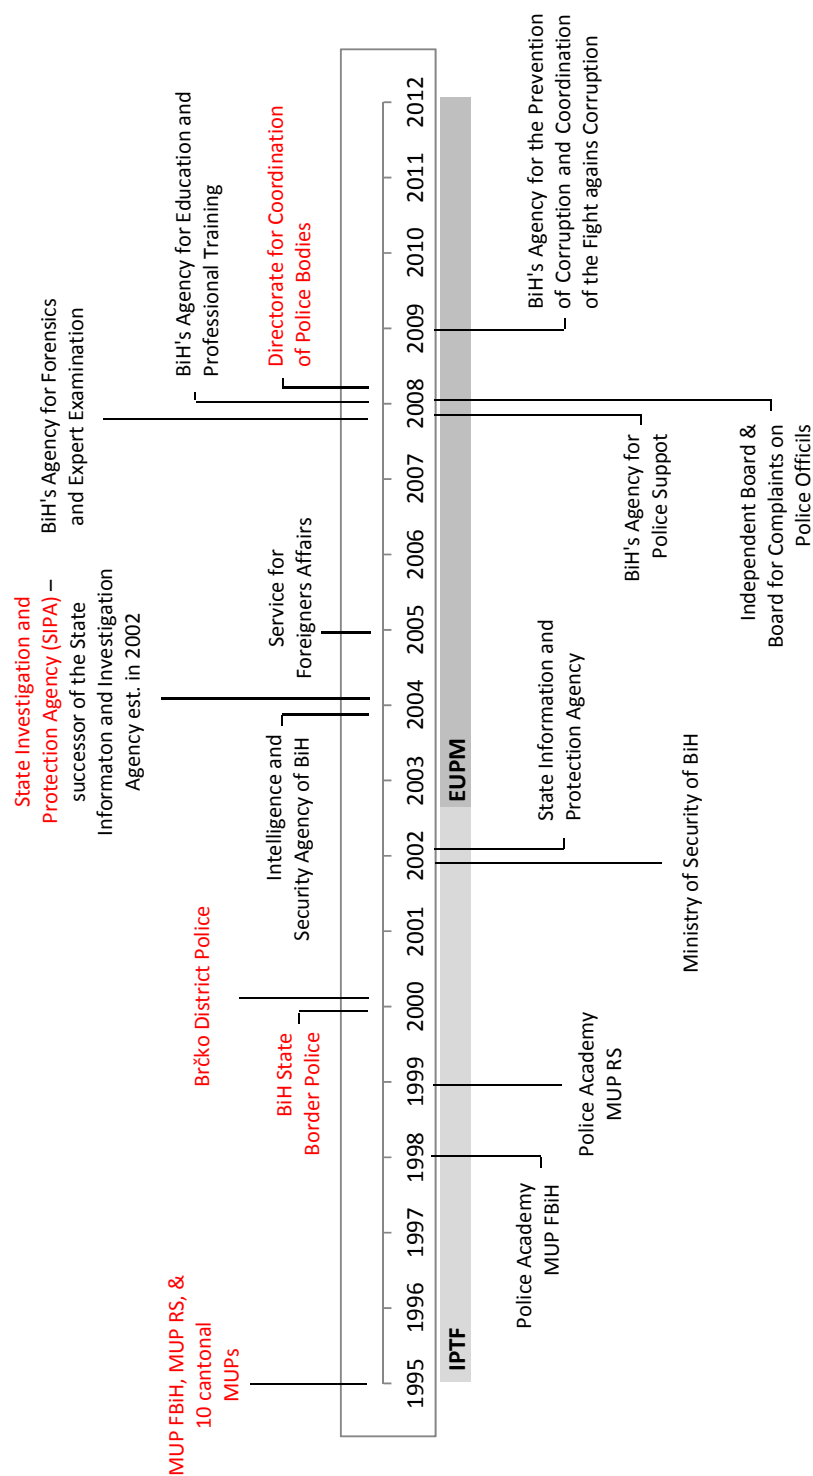 MUP FBiH, MUP RS, &
10 cantonal
MUPs
Brčko District Police
BiH State
Border Police
State Investigation and
Protection Agency (SIPA) –
successor of the State
Informaton and Investigation
Agency est. in 2002
Intelligence and
Security Agency of BiH
Service for
Foreigners Affairs
BiH's Agency for Forensics
and Expert Examination
BiH's Agency for Education and
Professional Training
Directorate for Coordination
of Police Bodies
1995
1996
1997
1998
1999
2000
2001
2002
2003
2004
2005
2006
2007
2008
2009
2010
2011
2012
IPTF
EUPM
Police Academy
MUP FBiH
Police Academy
MUP RS
State Information and
Protection Agency
Ministry of Security of BiH
BiH's Agency for
Police Suppot
Independent Board &
Board for Complaints on
Police Officils
BiH's Agency for the Prevention
of Corruption and Coordination
of the Fight agains Corruption